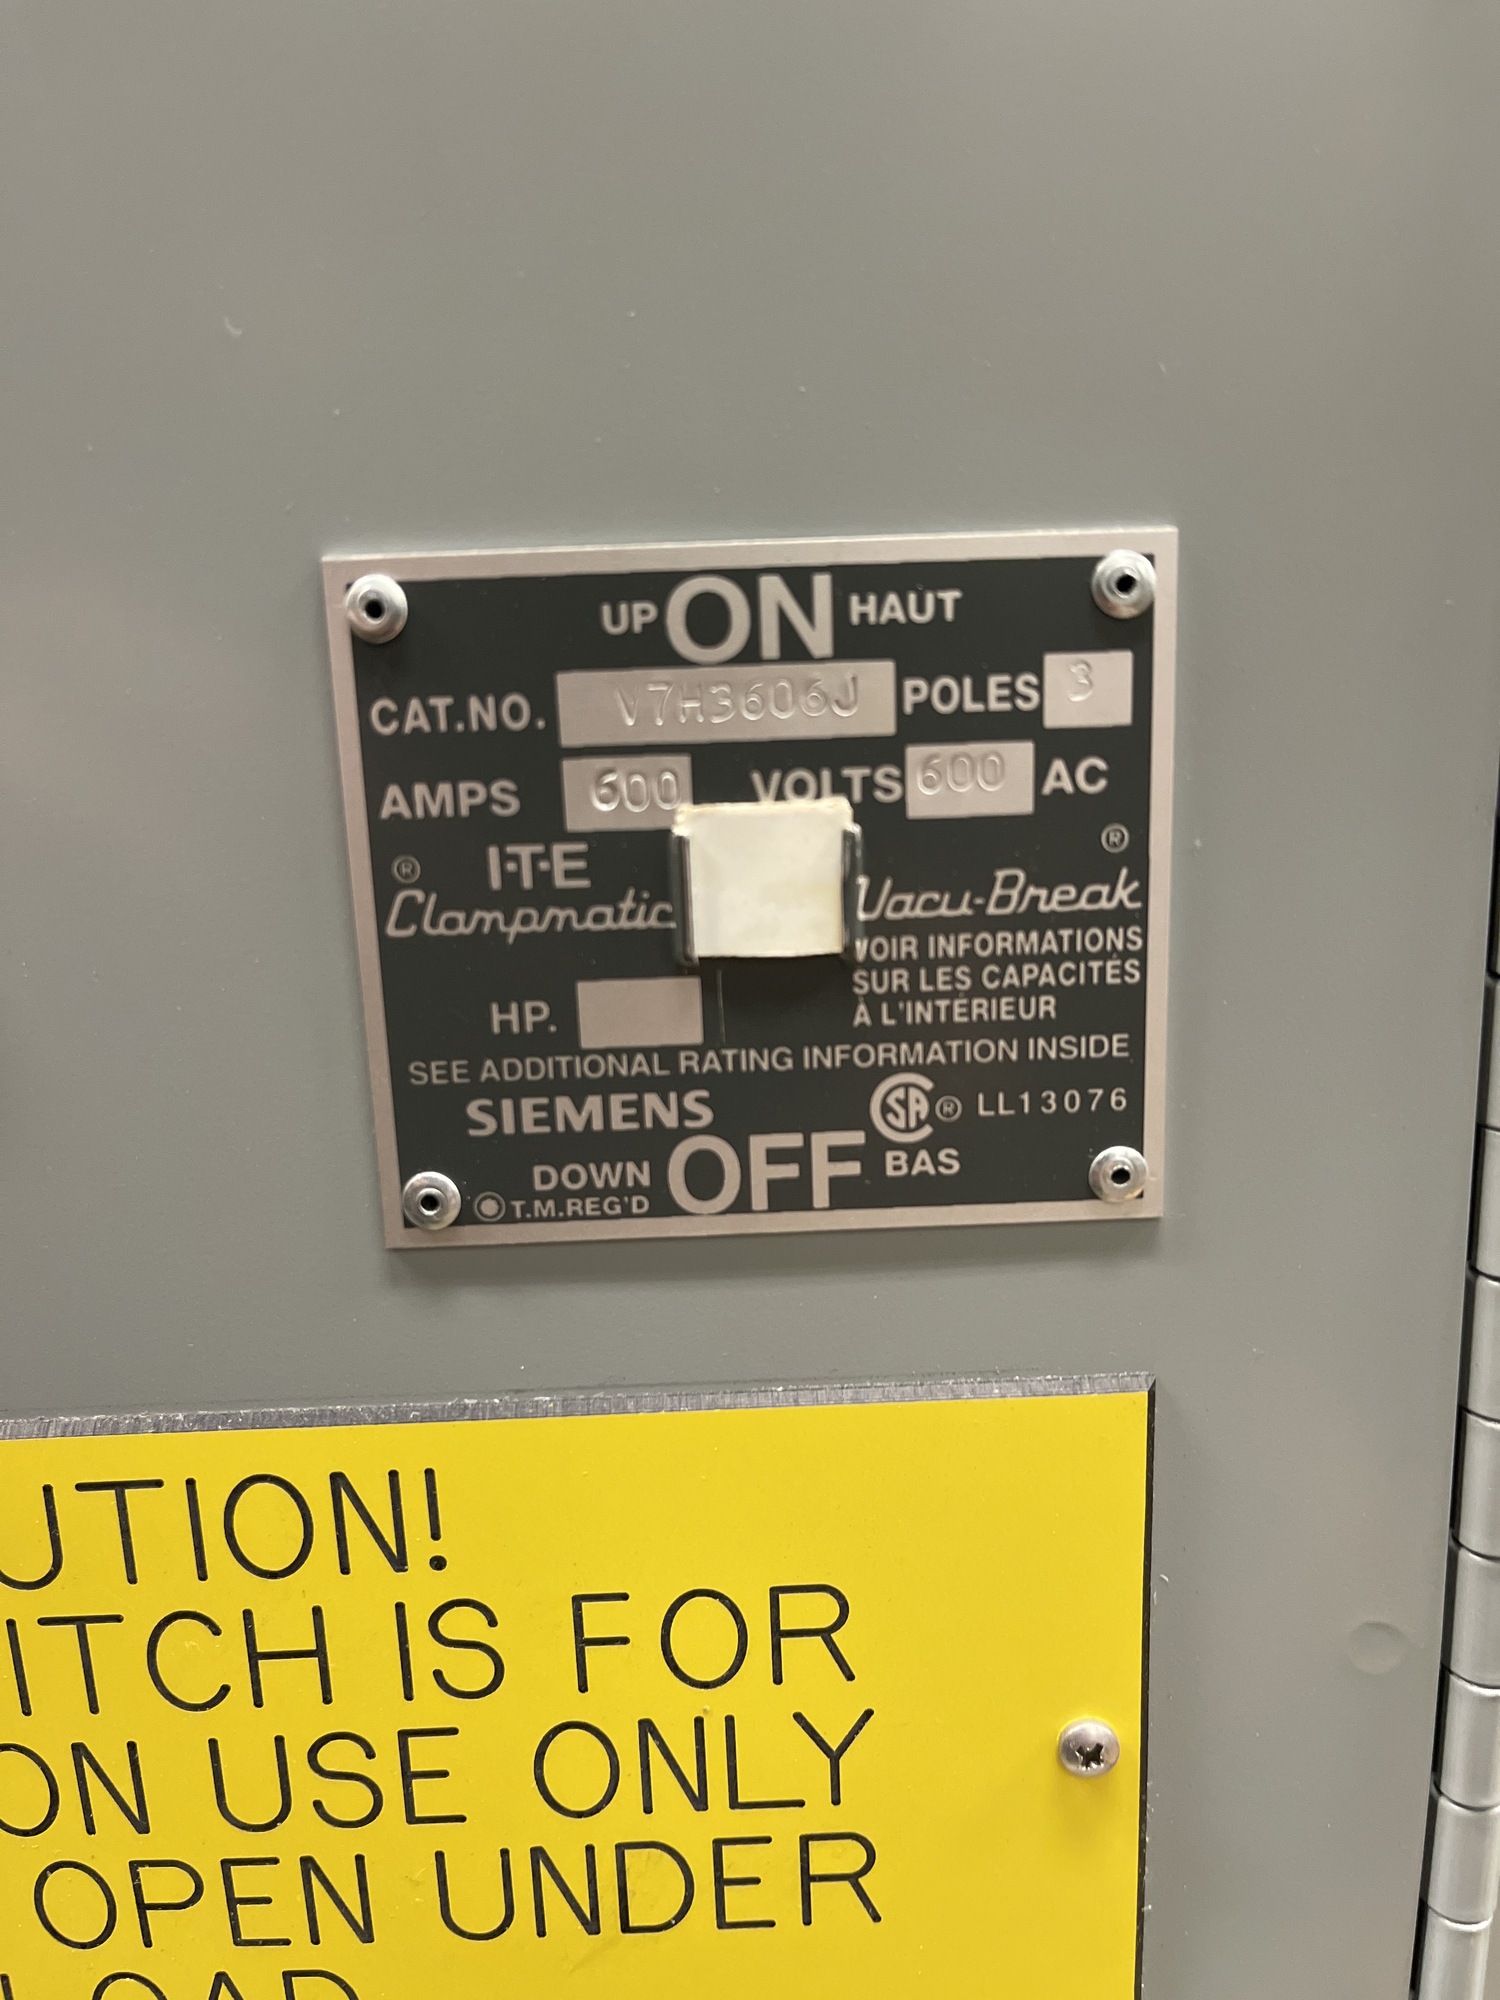 UP ON HAUT
CAT.NO. V7H3606J POLES 3
AMPS 600 VOLTS 600 AC
® I-T-E
Clampmatic
®
Vacu-Break
VOIR INFORMATIONS
SUR LES CAPACITÉS
À L'INTÉRIEUR
HP.
SEE ADDITIONAL RATING INFORMATION INSIDE
SIEMENS
SA ® LL13076
DOWN OFF BAS
T.M.REG'D
UTION!
ITCH IS FOR
ON USE ONLY
OPEN UNDER
LOAD